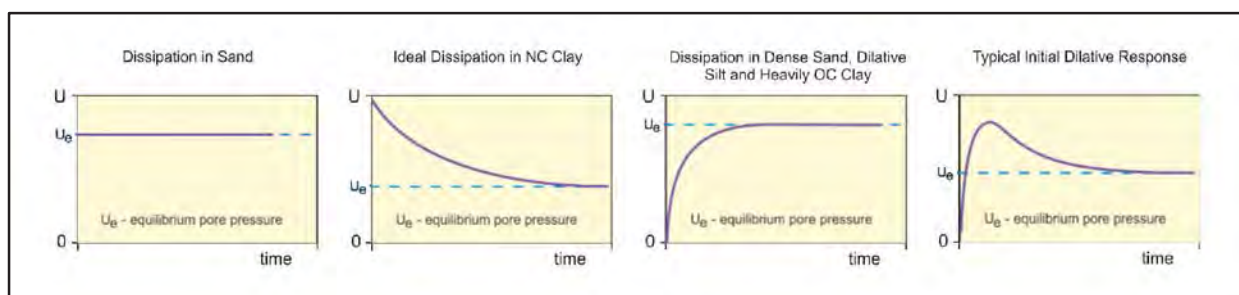 Dissipation in Sand
U
Ue
Ue - equilibrium pore pressure
0
time
Ideal Dissipation in NC Clay
U
Ue
Ue - equilibrium pore pressure
0
time
Dissipation in Dense Sand, Dilative
Silt and Heavily OC Clay
U
Ue
Ue - equilibrium pore pressure
0
time
Typical Initial Dilative Response
U
Ue
Ue - equilibrium pore pressure
0
time